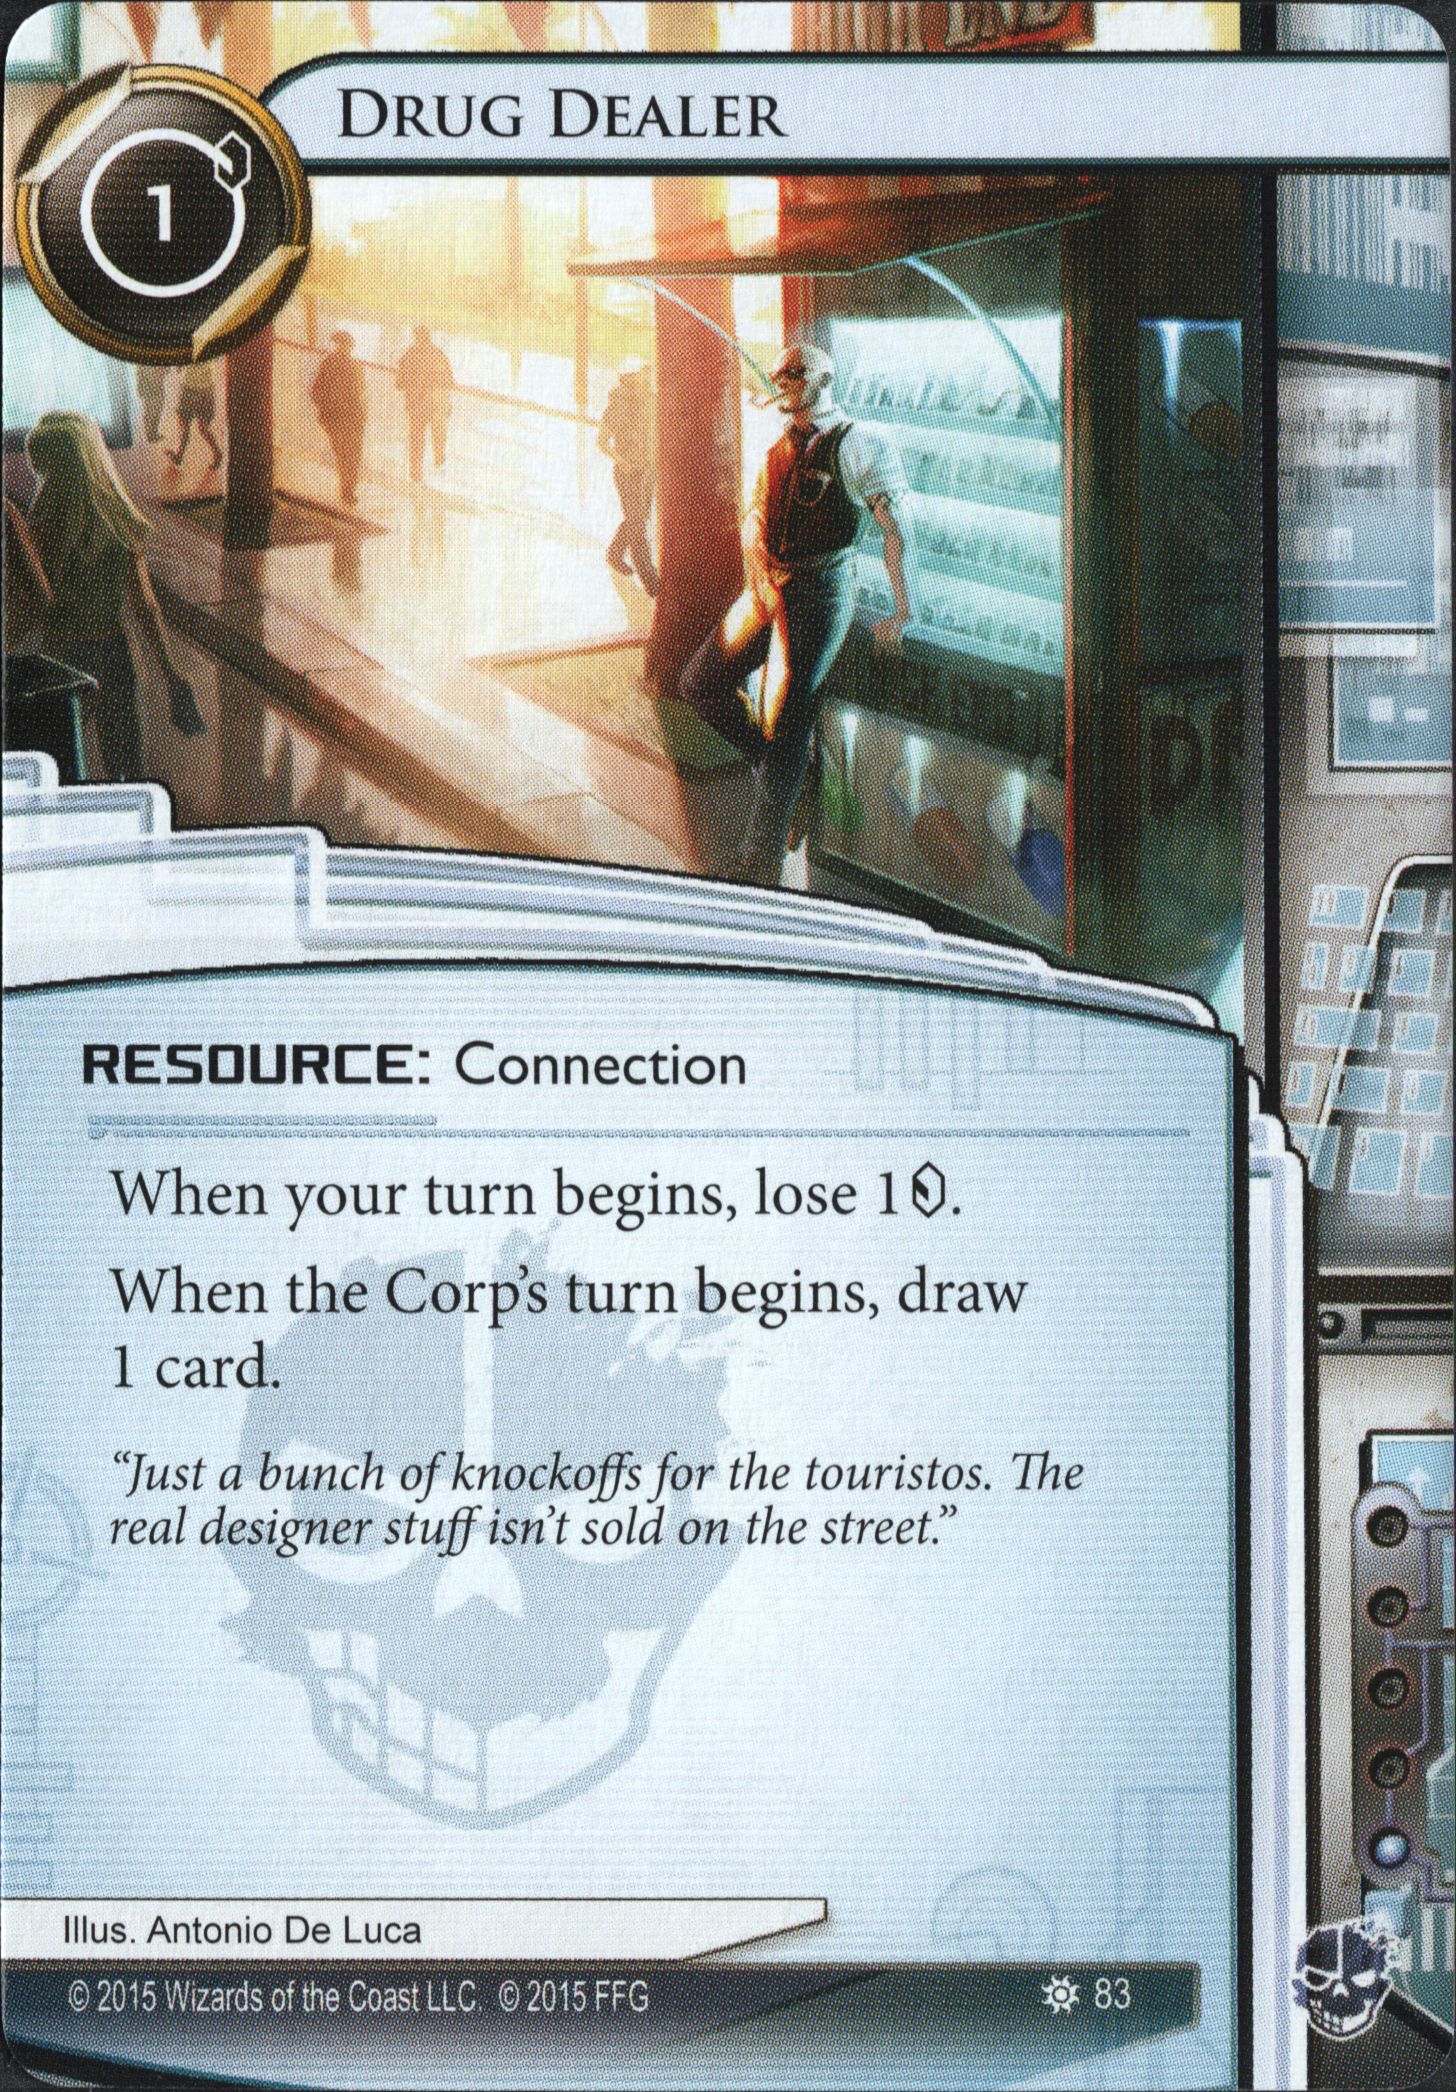 Drug Dealer
1
RESOURCE: Connection
When your turn begins, lose 1.
When the Corp's turn begins, draw
1 card.
“Just a bunch of knockoffs for the touristos. The
real designer stuff isn't sold on the street.”
Illus. Antonio De Luca
© 2015 Wizards of the Coast LLC. © 2015 FFG
83